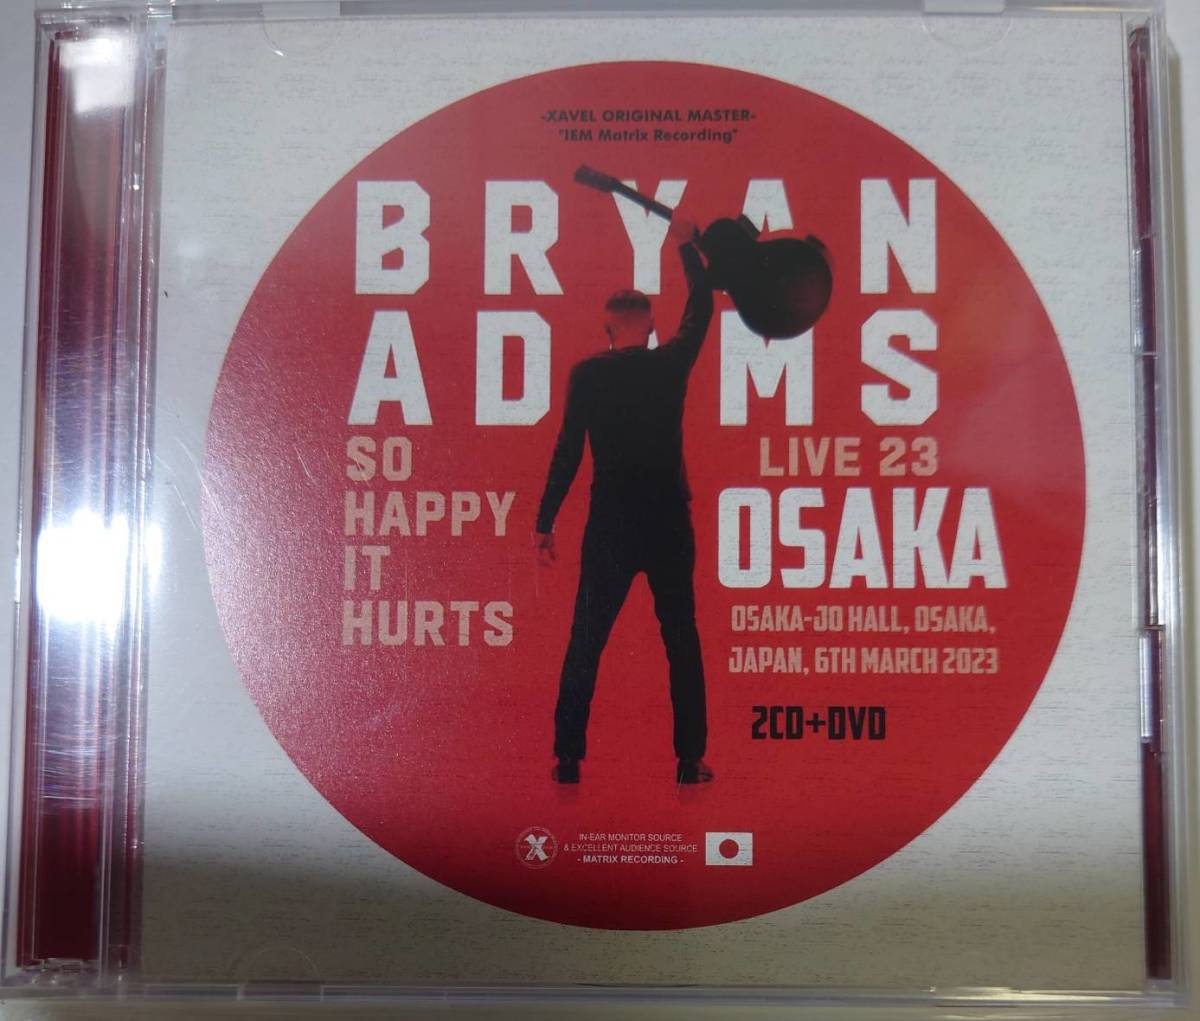 -XAVEL ORIGINAL MASTER-
"IEM Matrix Recording"
BRYAN
ADAMS
SO
HAPPY
IT
HURTS
LIVE 23
OSAKA
OSAKA-JO HALL, OSAKA,
JAPAN, 6TH MARCH 2023
2CD+DVD
X
IN-EAR MONITOR SOURCE
& EXCELLENT AUDIENCE SOURCE
- MATRIX RECORDING -